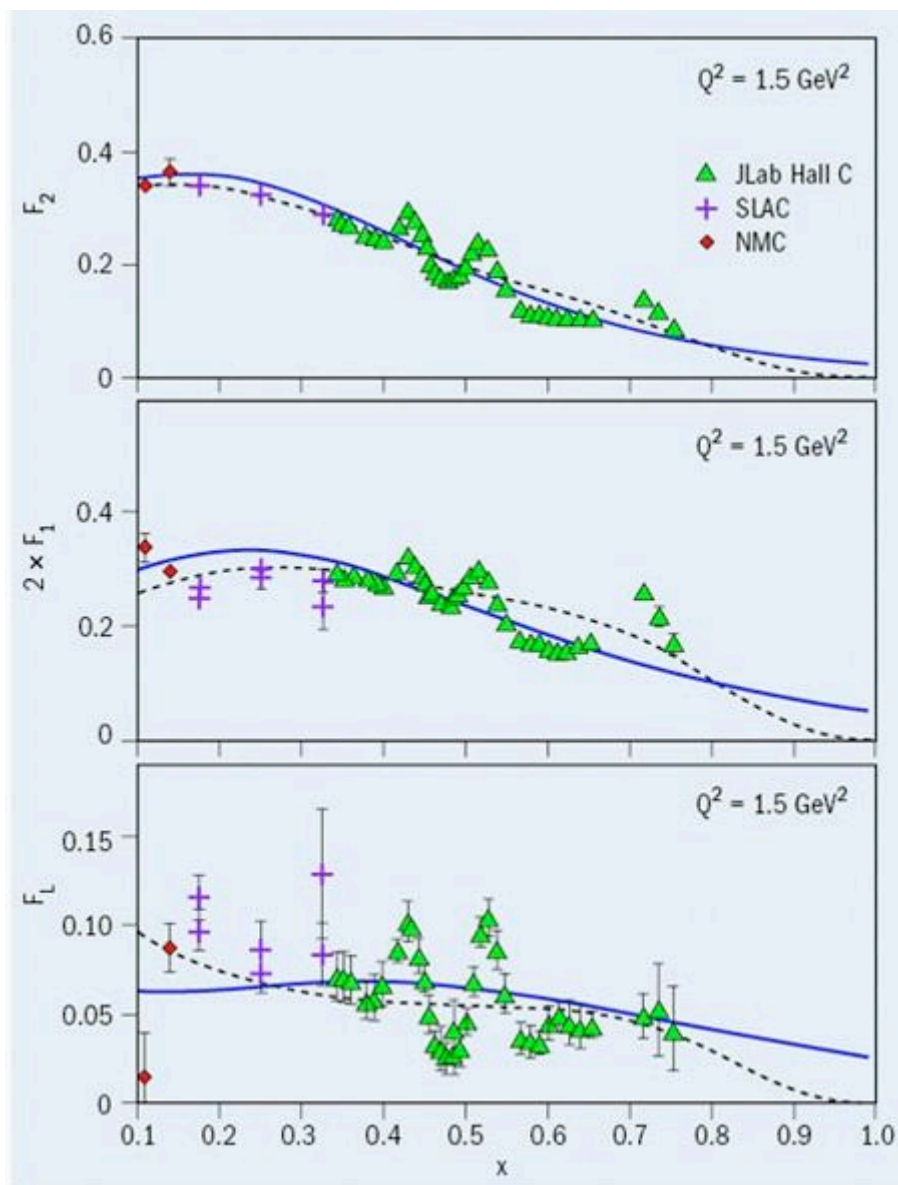 0.6
Q² = 1.5 GeV²
0.4
JLab Hall C
F₂
SLAC
NMC
0.2
0
Q² = 1.5 GeV²
0.4
2 × F₁
0.2
0
Q² = 1.5 GeV²
0.15
F_L
0.10
0.05
0
0.1 0.2 0.3 0.4 0.5 0.6 0.7 0.8 0.9 1.0
x